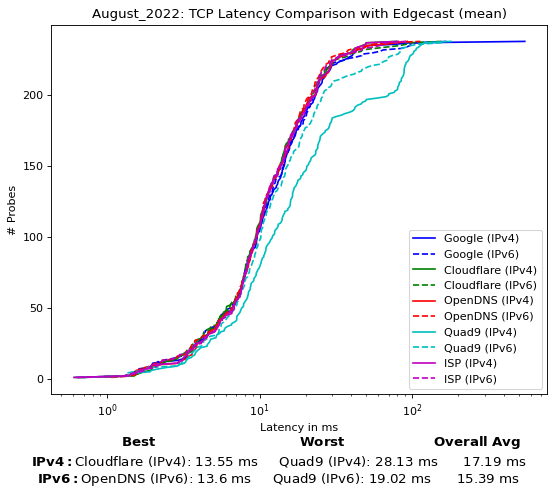 August_2022: TCP Latency Comparison with Edgecast (mean)
# Probes
200
150
100
50
0
Google (IPv4)
Google (IPv6)
Cloudflare (IPv4)
Cloudflare (IPv6)
OpenDNS (IPv4)
OpenDNS (IPv6)
Quad9 (IPv4)
Quad9 (IPv6)
ISP (IPv4)
ISP (IPv6)
10⁰ 10¹ 10²
Latency in ms
Best Worst Overall Avg
IPv4: Cloudflare (IPv4): 13.55 ms Quad9 (IPv4): 28.13 ms 17.19 ms
IPv6: OpenDNS (IPv6): 13.6 ms Quad9 (IPv6): 19.02 ms 15.39 ms